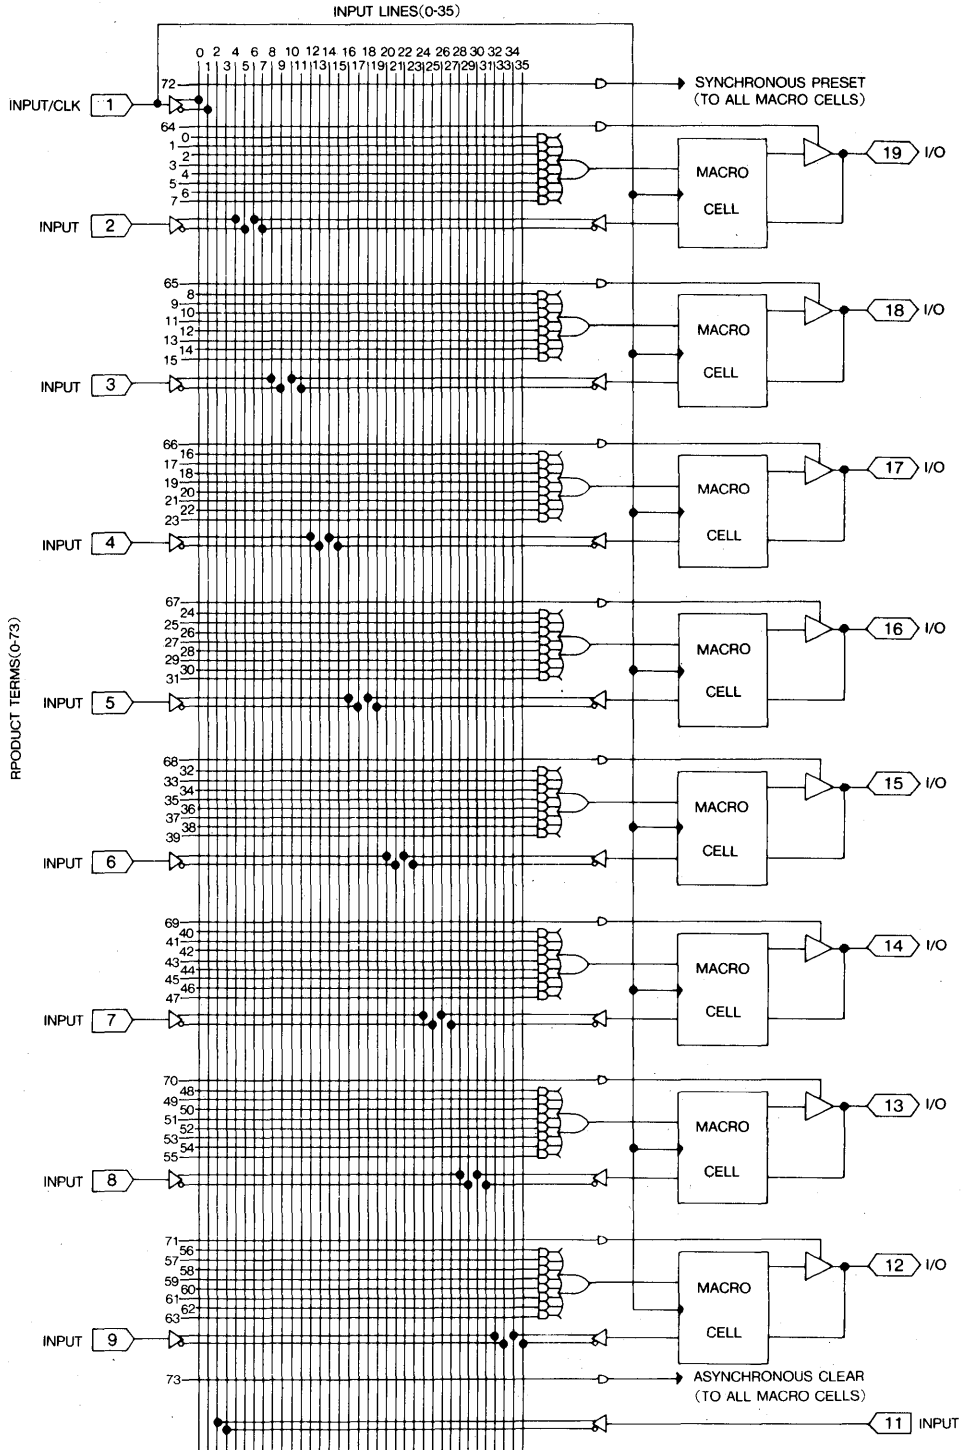 INPUT LINES(0-35)
0 2 4 6 8 10 12 14 16 18 20 22 24 26 28 30 32 34
1 3 5 7 9 11 13 15 17 19 21 23 25 27 29 31 33 35
72
SYNCHRONOUS PRESET
(TO ALL MACRO CELLS)
INPUT/CLK 1
64
0
1
2
3
4
5
6
7
MACRO
CELL
19 I/O
INPUT 2
65
8
9
10
11
12
13
14
15
MACRO
CELL
18 I/O
INPUT 3
66
16
17
18
19
20
21
22
23
MACRO
CELL
17 I/O
INPUT 4
67
24
25
26
27
28
29
30
31
MACRO
CELL
16 I/O
INPUT 5
RPODUCT TERMS(0-73)
68
32
33
34
35
36
37
38
39
MACRO
CELL
15 I/O
INPUT 6
69
40
41
42
43
44
45
46
47
MACRO
CELL
14 I/O
INPUT 7
70
48
49
50
51
52
53
54
55
MACRO
CELL
13 I/O
INPUT 8
71
56
57
58
59
60
61
62
63
MACRO
CELL
12 I/O
INPUT 9
73
ASYNCHRONOUS CLEAR
(TO ALL MACRO CELLS)
11 INPUT